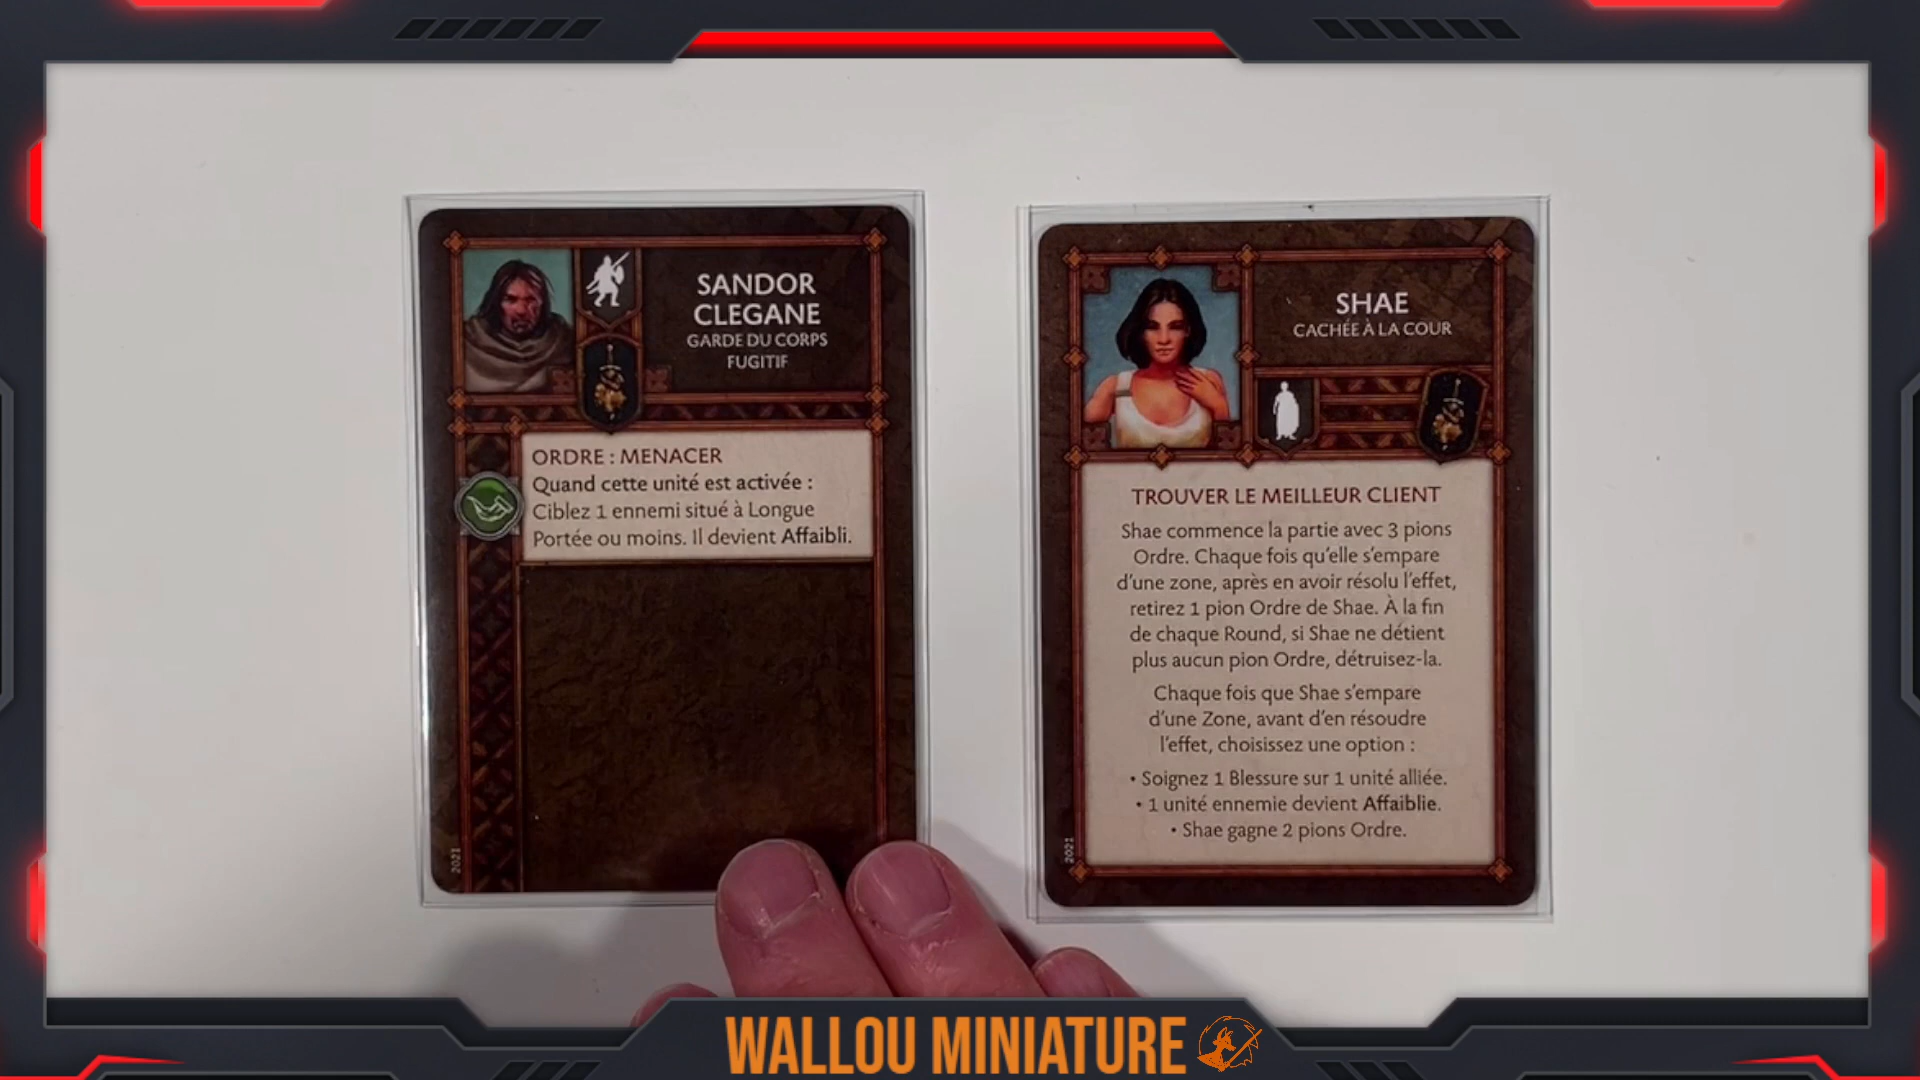 SANDOR
CLEGANE
GARDE DU CORPS
FUGITIF
ORDRE : MENACER
Quand cette unité est activée :
Ciblez 1 ennemi situé à Longue
Portée ou moins. Il devient Affaibli.
2021
SHAE
CACHÉE À LA COUR
TROUVER LE MEILLEUR CLIENT
Shae commence la partie avec 3 pions
Ordre. Chaque fois qu'elle s'empare
d'une zone, après en avoir résolu l'effet,
retirez 1 pion Ordre de Shae. À la fin
de chaque Round, si Shae ne détient
plus aucun pion Ordre, détruisez-la.
Chaque fois que Shae s'empare
d'une Zone, avant d'en résoudre
l'effet, choisissez une option :
• Soignez 1 Blessure sur 1 unité alliée.
• 1 unité ennemie devient Affaiblie.
• Shae gagne 2 pions Ordre.
2021
WALLOU MINIATURE